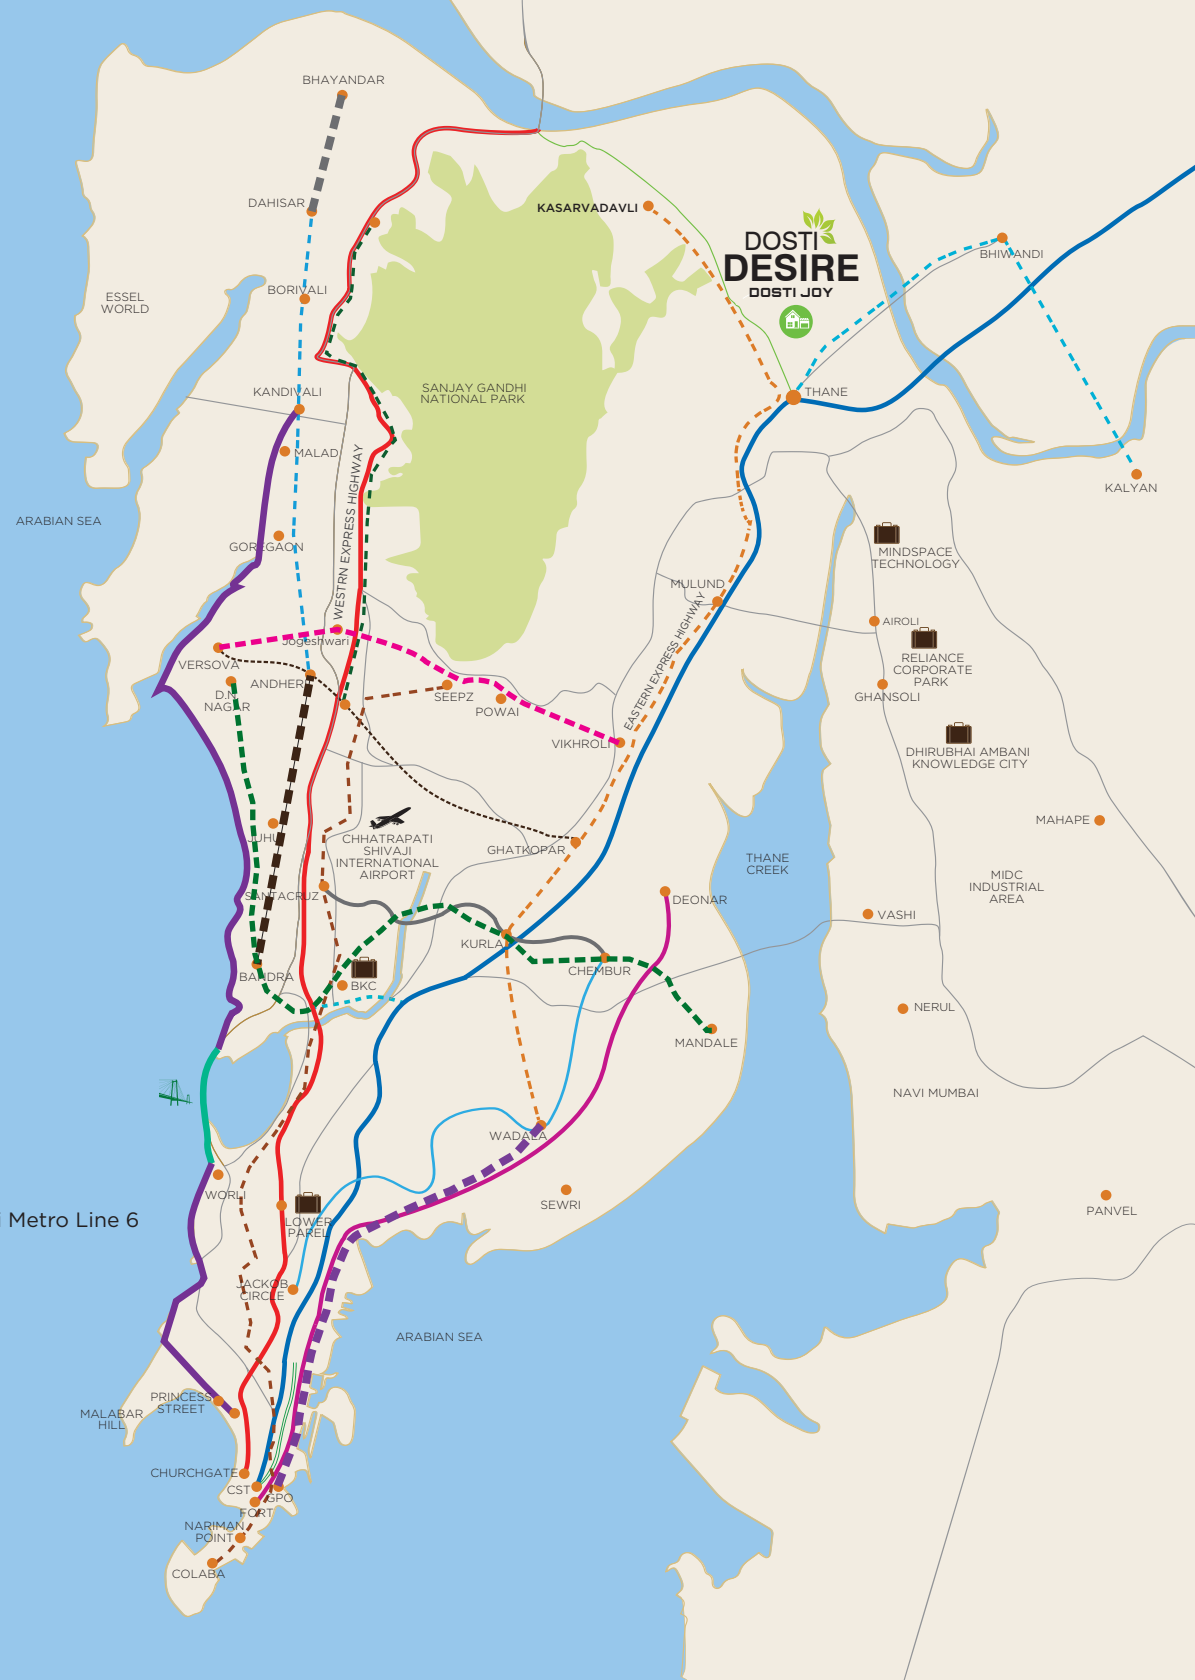 BHAYANDAR
DAHISAR
KASARVADAVLI
DOSTI
DESIRE
DOSTI JOY
BHIWANDI
BORIVALI
ESSEL
WORLD
KANDIVALI
SANJAY GANDHI
NATIONAL PARK
THANE
MALAD
KALYAN
ARABIAN SEA
WESTRN EXPRESS HIGHWAY
GOREGAON
MINDSPACE
TECHNOLOGY
MULUND
AIROLI
EASTERN EXPRESS HIGHWAY
Jogeshwari
VERSOVA
RELIANCE
CORPORATE
PARK
ANDHERI
D.N.
NAGAR
SEEPZ
POWAI
GHANSOLI
VIKHROLI
DHIRUBHAI AMBANI
KNOWLEDGE CITY
MAHAPE
JUHU
CHHATRAPATI
SHIVAJI
INTERNATIONAL
AIRPORT
GHATKOPAR
THANE
CREEK
MIDC
INDUSTRIAL
AREA
SANTACRUZ
DEONAR
VASHI
KURLA
CHEMBUR
BANDRA
BKC
NERUL
MANDALE
NAVI MUMBAI
WADALA
WORLI
SEWRI
PANVEL
i Metro Line 6
LOWER
PAREL
JACKOB
CIRCLE
ARABIAN SEA
PRINCESS
STREET
MALABAR
HILL
CHURCHGATE
CST
GPO
FORT
NARIMAN
POINT
COLABA